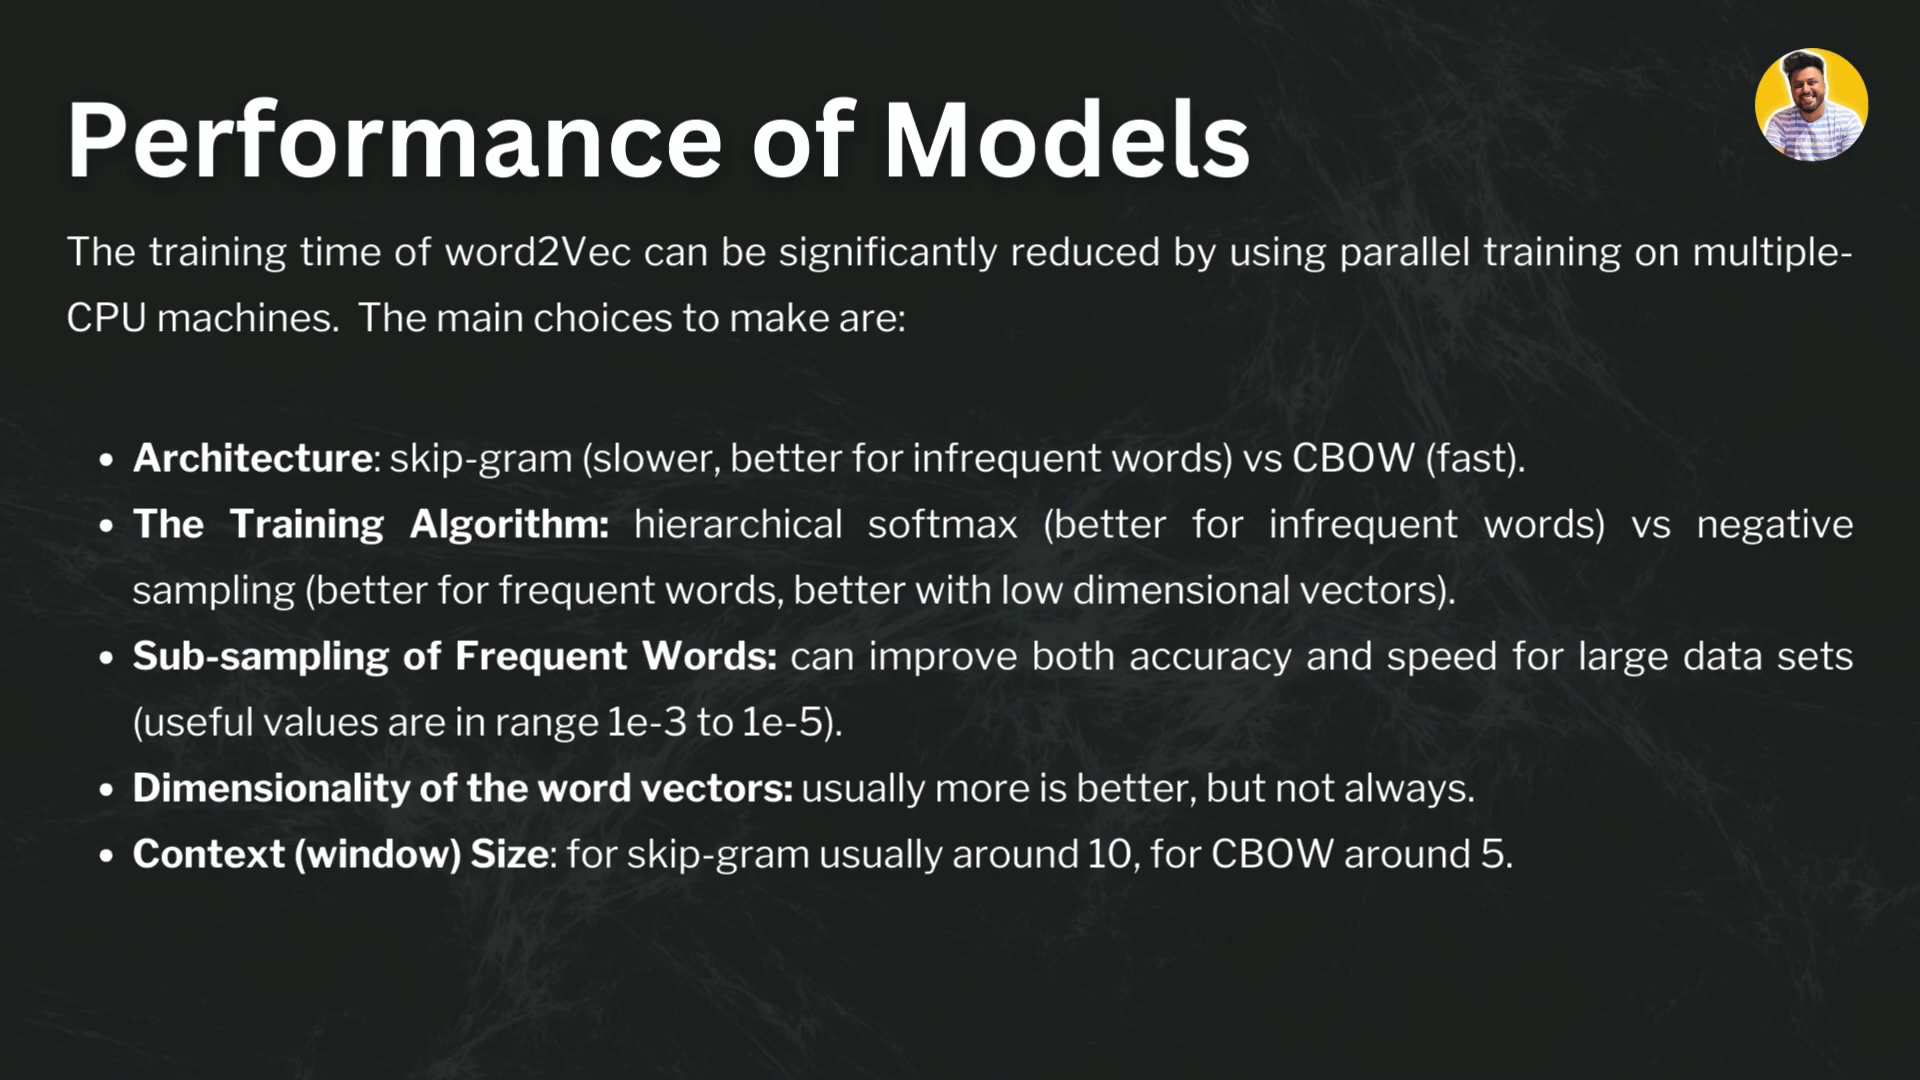 Performance of Models
The training time of word2Vec can be significantly reduced by using parallel training on multiple-
CPU machines.  The main choices to make are:
• Architecture: skip-gram (slower, better for infrequent words) vs CBOW (fast).
• The Training Algorithm: hierarchical softmax (better for infrequent words) vs negative
sampling (better for frequent words, better with low dimensional vectors).
• Sub-sampling of Frequent Words: can improve both accuracy and speed for large data sets
(useful values are in range 1e-3 to 1e-5).
• Dimensionality of the word vectors: usually more is better, but not always.
• Context (window) Size: for skip-gram usually around 10, for CBOW around 5.